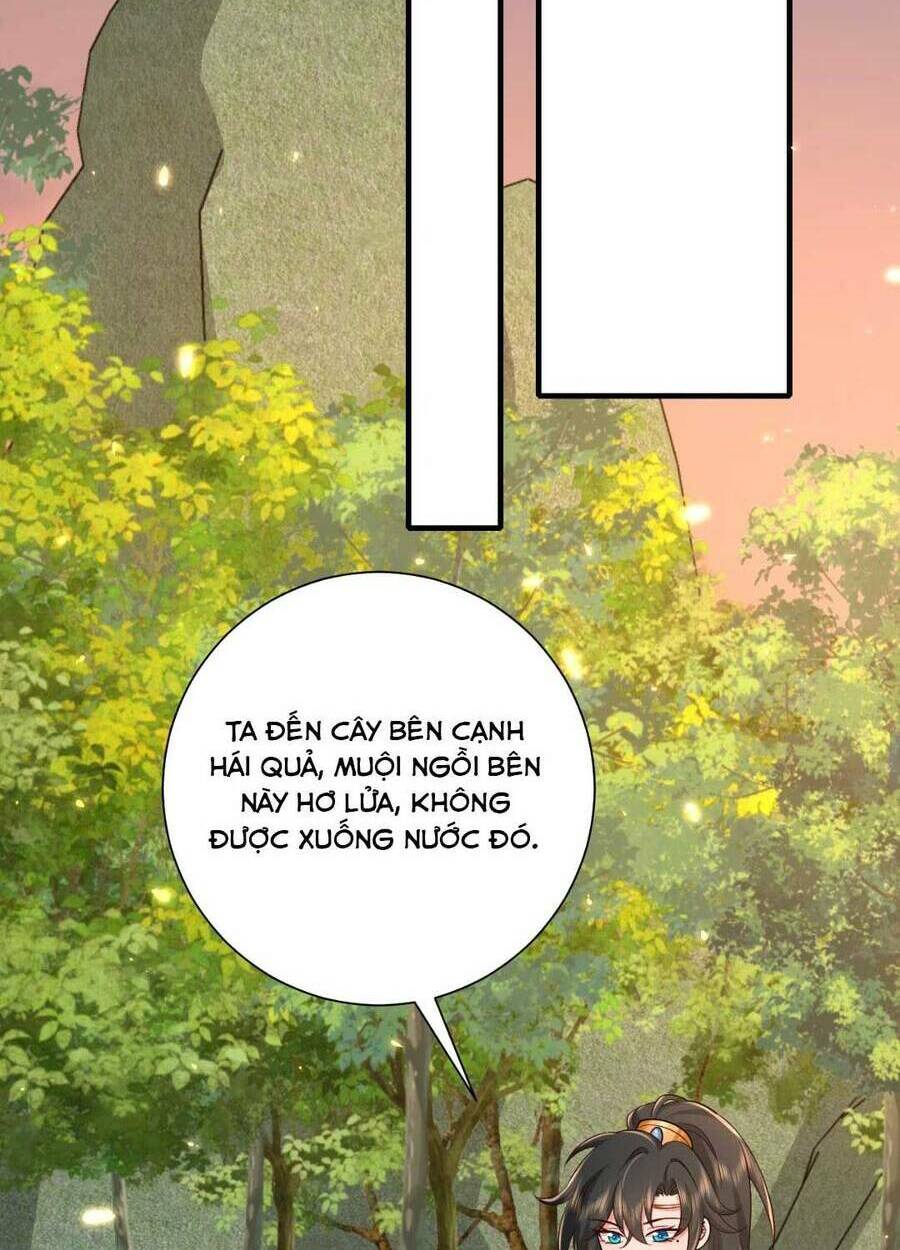 TA ĐẾN CÂY BÊN CẠNH
HÁI QUẢ, MUỘI NGỒI BÊN
NÀY HƠ LỬA, KHÔNG
ĐƯỢC XUỐNG NƯỚC ĐÓ.